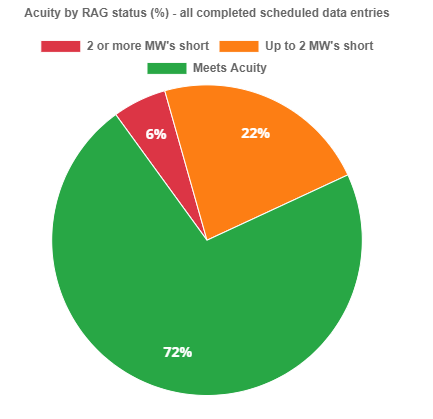 Acuity by RAG status (%) - all completed scheduled data entries
2 or more MW's short Up to 2 MW's short
Meets Acuity
6%
22%
72%